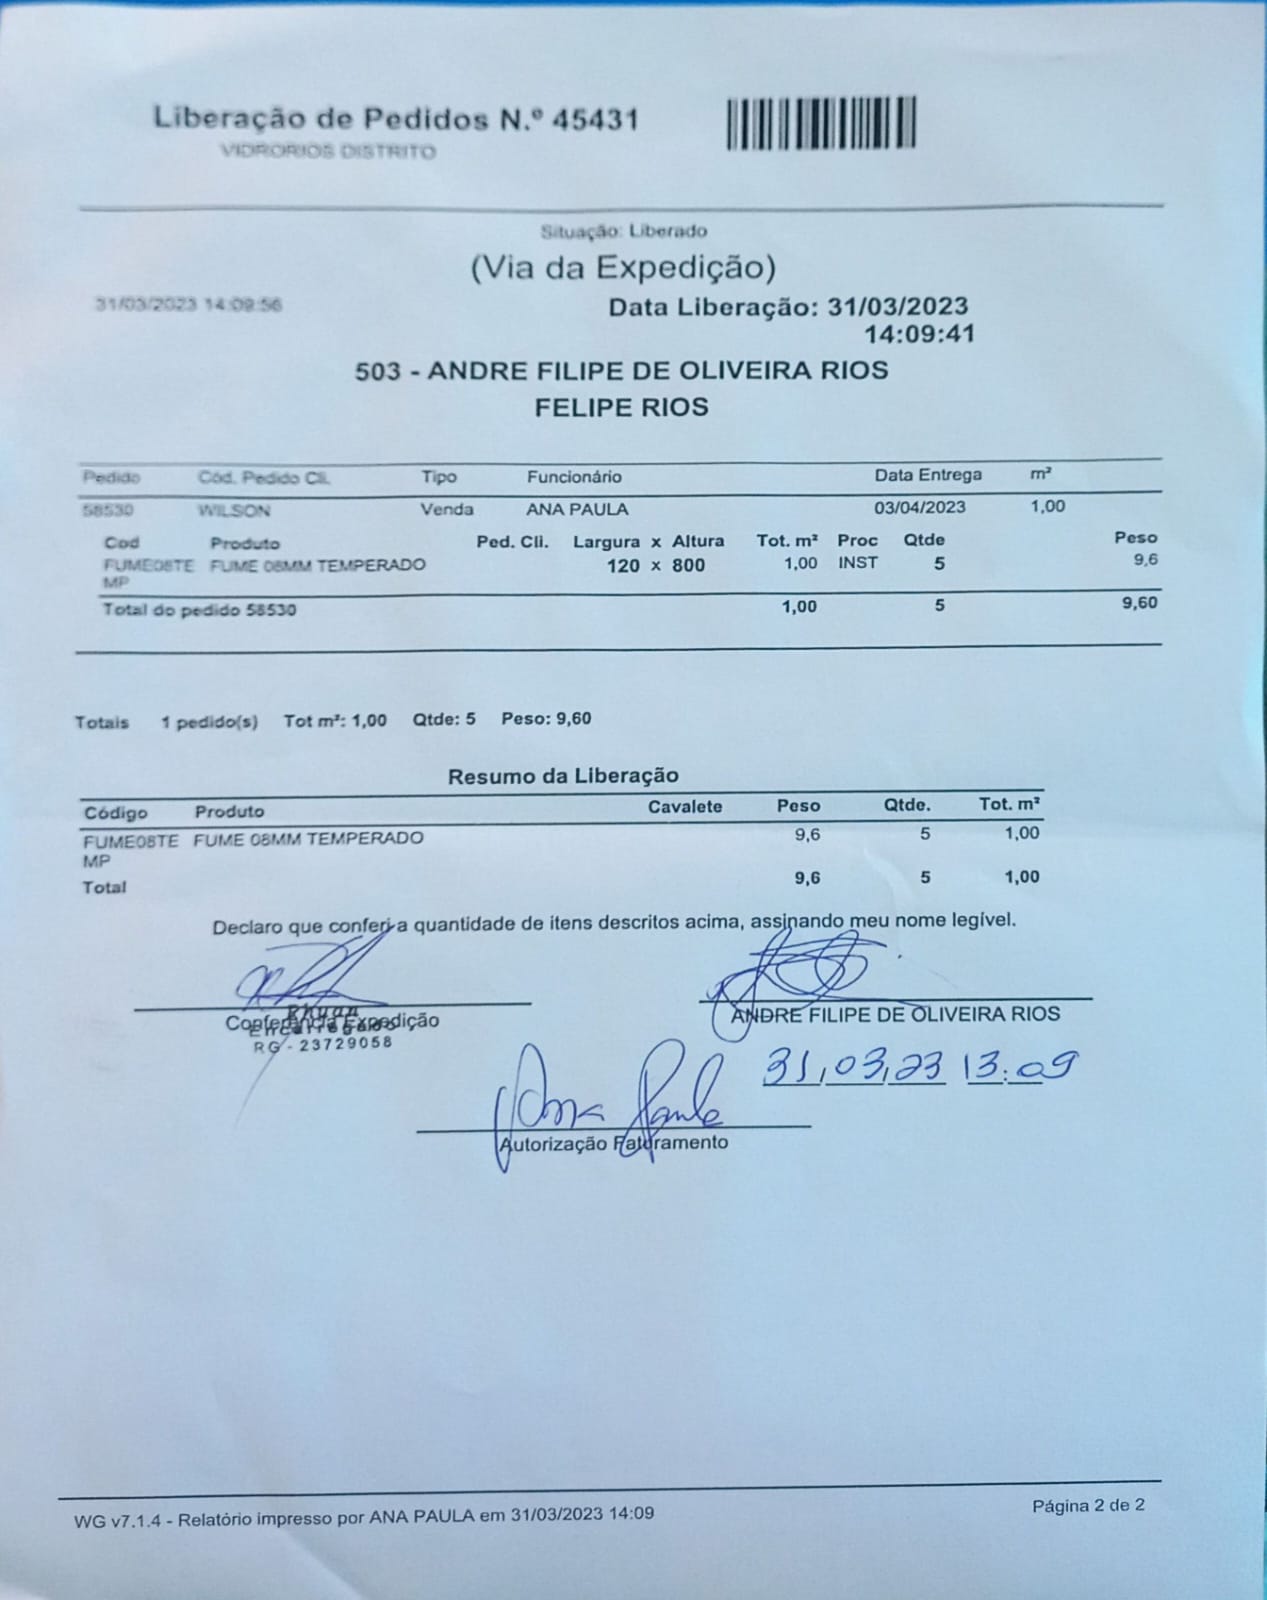 Liberação de Pedidos N.º 45431
VIDRORIOS DISTRITO
Situação: Liberado
(Via da Expedição)
31/03/2023 14:09:56 Data Liberação: 31/03/2023
14:09:41
503 - ANDRE FILIPE DE OLIVEIRA RIOS
FELIPE RIOS
Pedido Cód. Pedido Cli. Tipo Funcionário Data Entrega m²
58530 WILSON Venda ANA PAULA 03/04/2023 1,00
Cod Produto Ped. Cli. Largura x Altura Tot. m² Proc Qtde Peso
FUME08TE FUME 08MM TEMPERADO 120 x 800 1,00 INST 5 9,6
MP
Total do pedido 58530 1,00 5 9,60
Totais 1 pedido(s) Tot m²: 1,00 Qtde: 5 Peso: 9,60
Resumo da Liberação
Código Produto Cavalete Peso Qtde. Tot. m²
FUME08TE FUME 08MM TEMPERADO 9,6 5 1,00
MP
Total 9,6 5 1,00
Declaro que conferi a quantidade de itens descritos acima, assinando meu nome legível.
Rhuan
Conferência Expedição ANDRE FILIPE DE OLIVEIRA RIOS
Encarregado
RG - 23729058
31,03,23 13:09
Ana Paula
Autorização Faturamento
WG v7.1.4 - Relatório impresso por ANA PAULA em 31/03/2023 14:09 Página 2 de 2